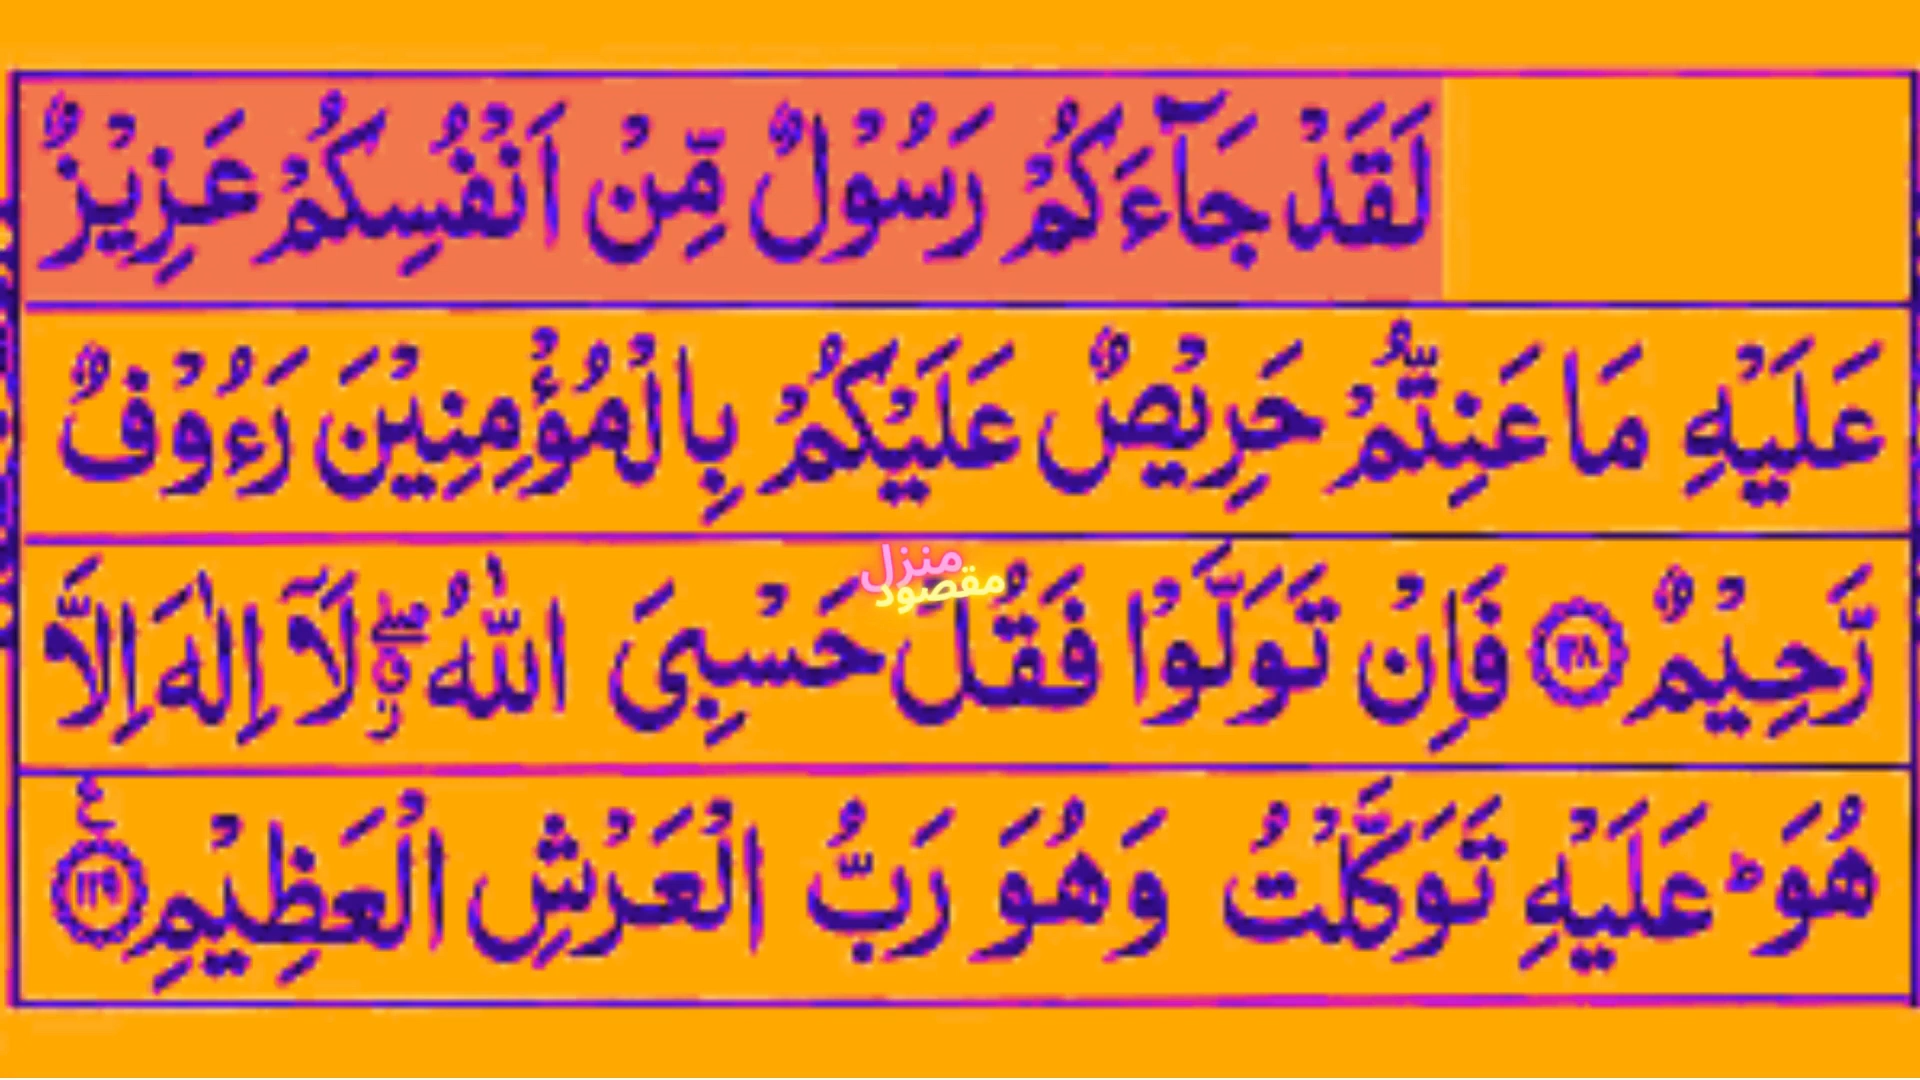 لَقَدْ جَآءَكُمْ رَسُوْلٌ مِّنْ اَنْفُسِكُمْ عَزِيْزٌ
عَلَيْهِ مَا عَنِتُّمْ حَرِيْصٌ عَلَيْكُمْ بِالْمُؤْمِنِيْنَ رَءُوْفٌ
منزل
مقصود
رَّحِيْمٌ ۝۱۲۸ فَاِنْ تَوَلَّوْا فَقُلْ حَسْبِیَ اللّٰهُ ۖ لَآ اِلٰهَ اِلَّا
هُوَ ؕ عَلَيْهِ تَوَكَّلْتُ وَهُوَ رَبُّ الْعَرْشِ الْعَظِيْمِ ۝۱۲۹ ع